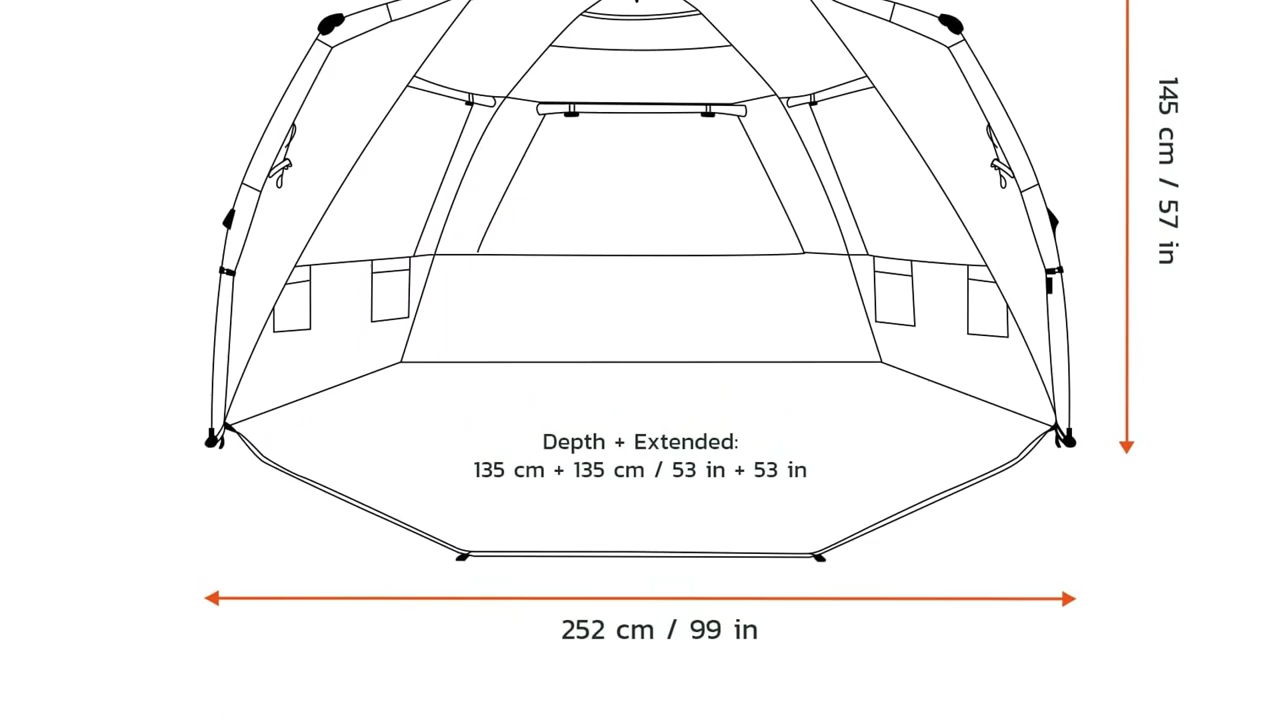 145 cm / 57 in
Depth + Extended:
135 cm + 135 cm / 53 in + 53 in
252 cm / 99 in